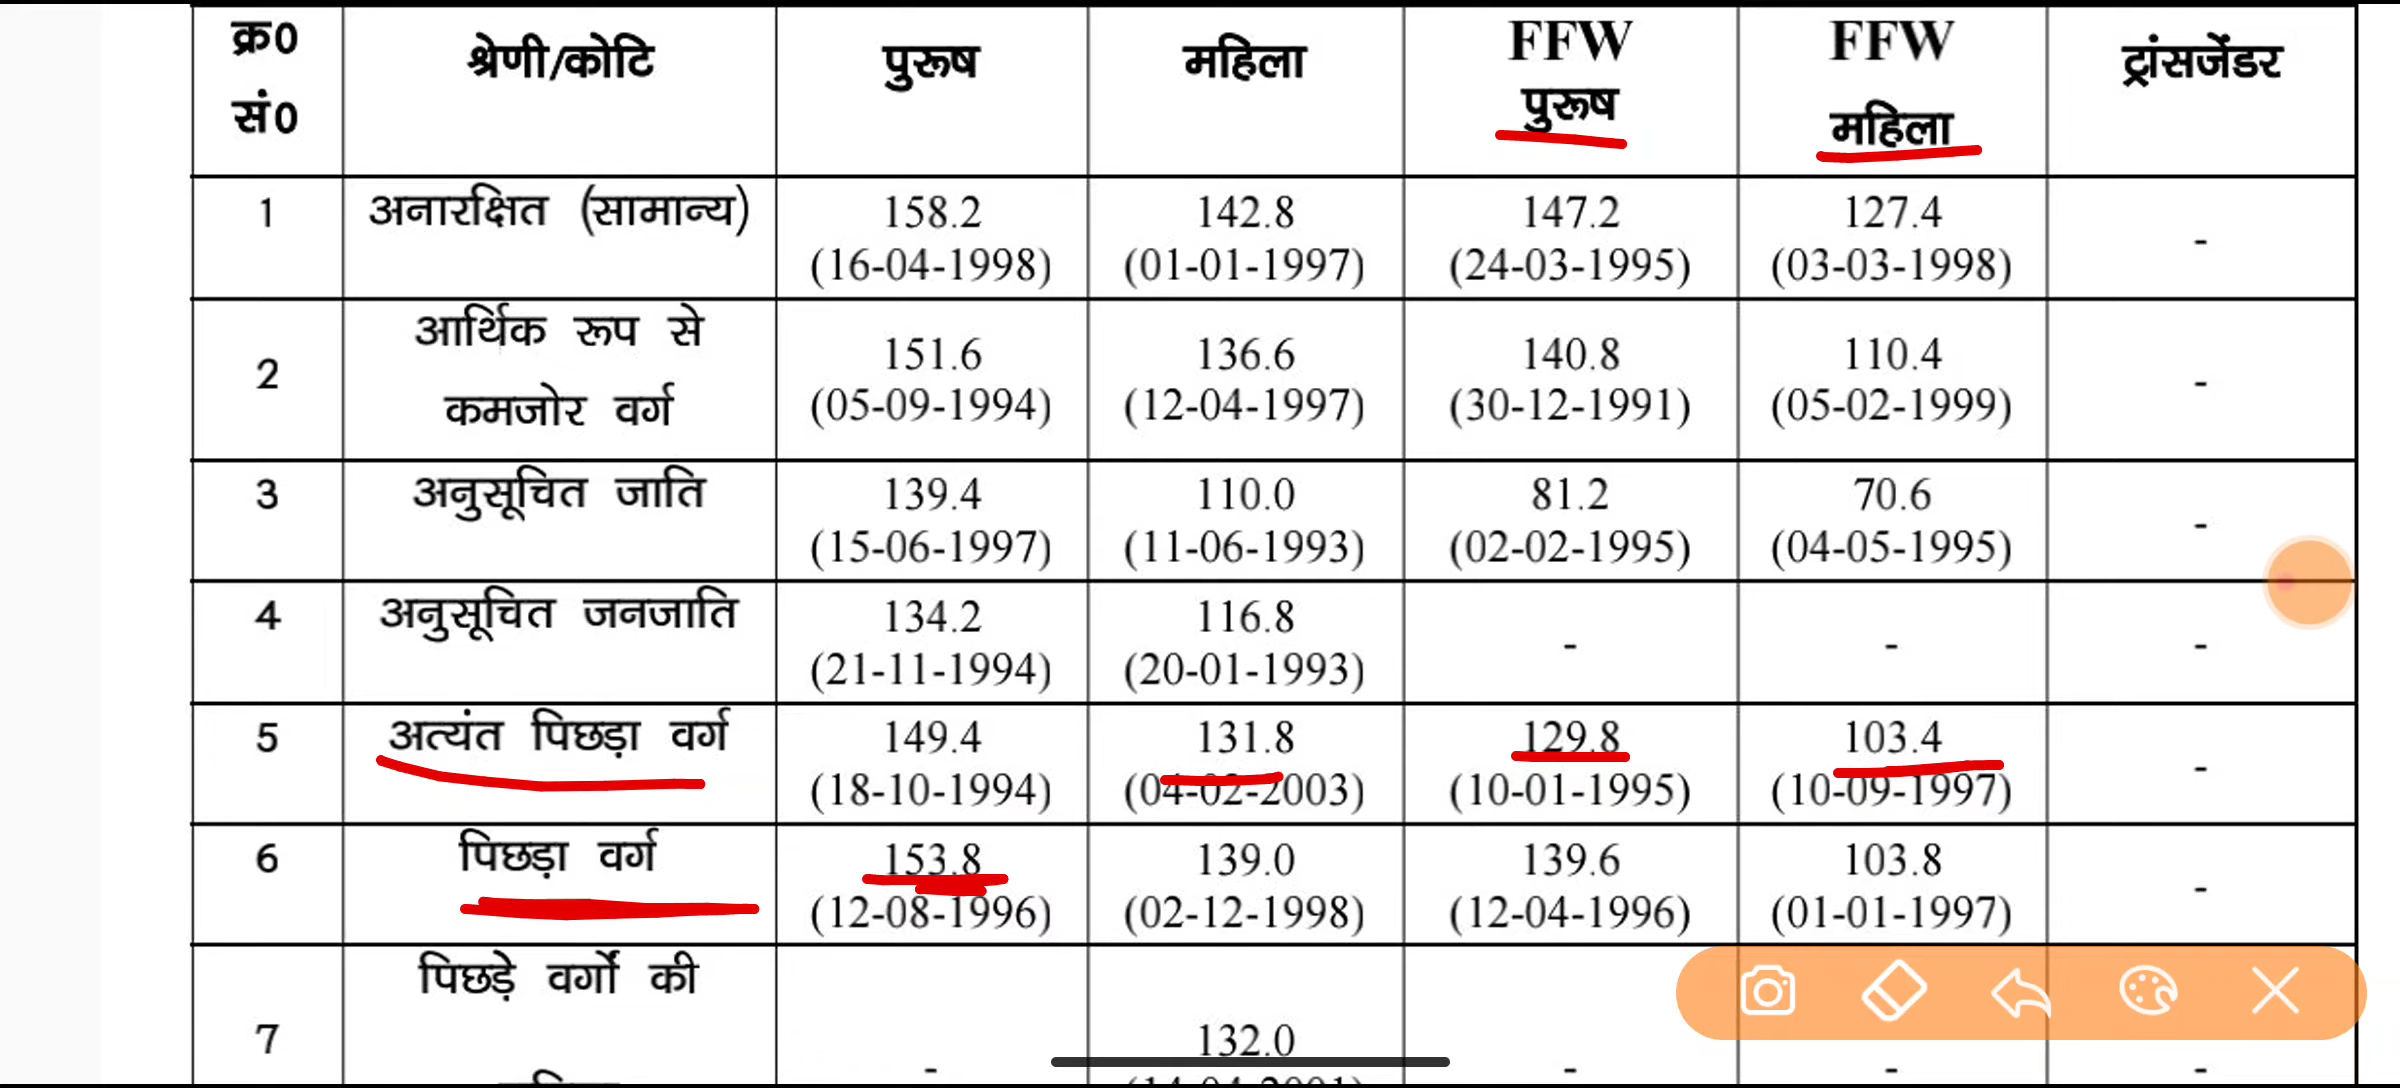 क्र0 सं0 श्रेणी/कोटि पुरूष महिला FFW पुरूष FFW महिला ट्रांसजेंडर
1 अनारक्षित (सामान्य) 158.2 142.8 147.2 127.4 -
(16-04-1998) (01-01-1997) (24-03-1995) (03-03-1998)
2 आर्थिक रूप से कमजोर वर्ग 151.6 136.6 140.8 110.4 -
(05-09-1994) (12-04-1997) (30-12-1991) (05-02-1999)
3 अनुसूचित जाति 139.4 110.0 81.2 70.6 -
(15-06-1997) (11-06-1993) (02-02-1995) (04-05-1995)
4 अनुसूचित जनजाति 134.2 116.8 - - -
(21-11-1994) (20-01-1993)
5 अत्यंत पिछड़ा वर्ग 149.4 131.8 129.8 103.4 -
(18-10-1994) (04-02-2003) (10-01-1995) (10-09-1997)
6 पिछड़ा वर्ग 153.8 139.0 139.6 103.8 -
(12-08-1996) (02-12-1998) (12-04-1996) (01-01-1997)
7 पिछड़े वर्गों की - 132.0 - - -